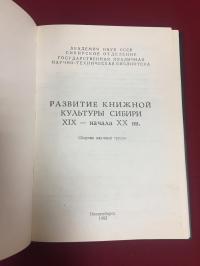 АКАДЕМИЯ НАУК СССР
СИБИРСКОЕ ОТДЕЛЕНИЕ
ГОСУДАРСТВЕННАЯ ПУБЛИЧНАЯ
НАУЧНО-ТЕХНИЧЕСКАЯ БИБЛИОТЕКА
РАЗВИТИЕ КНИЖНОЙ
КУЛЬТУРЫ СИБИРИ
XIX — начала XX вв.
Сборник научных трудов
Новосибирск